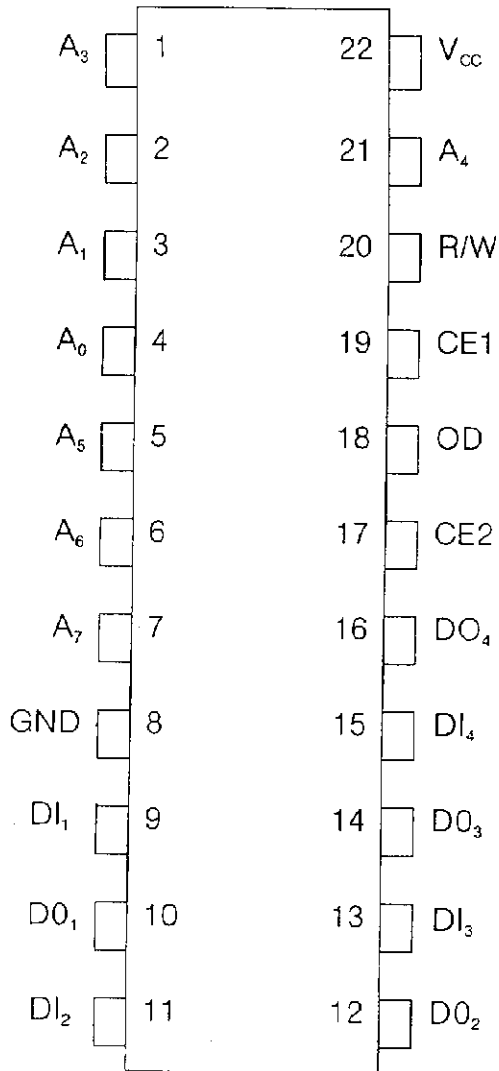 A₃ 1 22 V_CC
A₂ 2 21 A₄
A₁ 3 20 R/W
A₀ 4 19 CE1
A₅ 5 18 OD
A₆ 6 17 CE2
A₇ 7 16 DO₄
GND 8 15 DI₄
DI₁ 9 14 D0₃
D0₁ 10 13 DI₃
DI₂ 11 12 D0₂